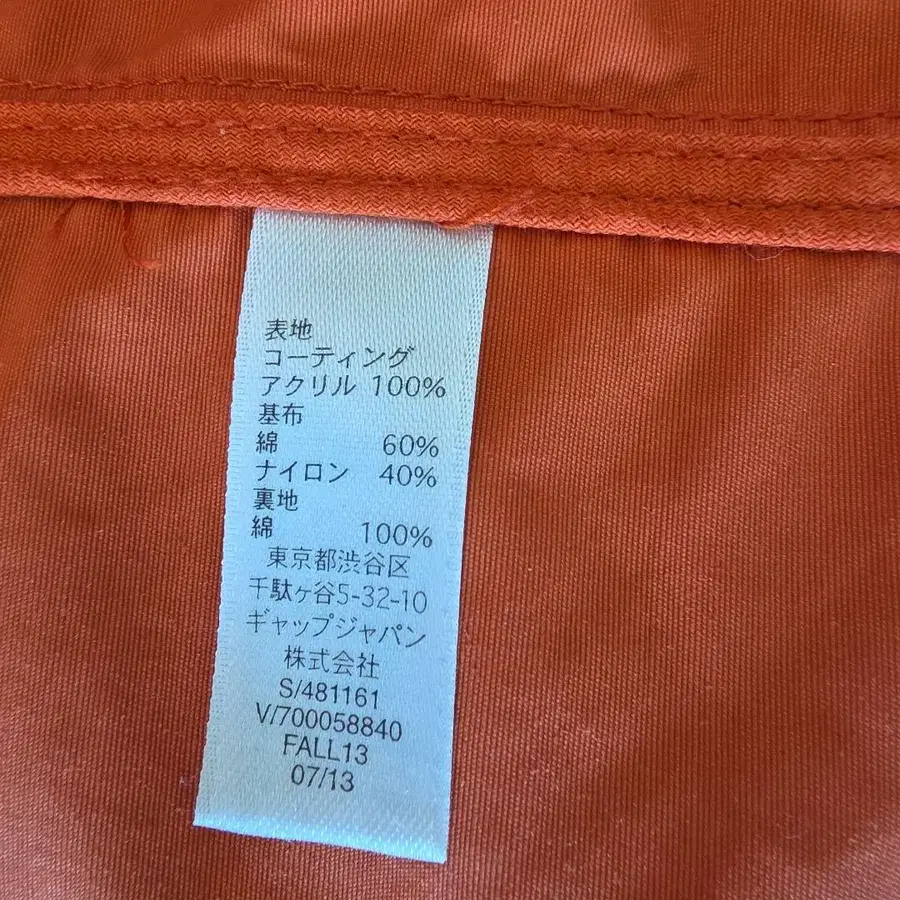 表地
コーティング
アクリル 100%
基布
綿 60%
ナイロン 40%
裏地
綿 100%
東京都渋谷区
千駄ヶ谷5-32-10
ギャップジャパン
株式会社
S/481161
V/700058840
FALL13
07/13